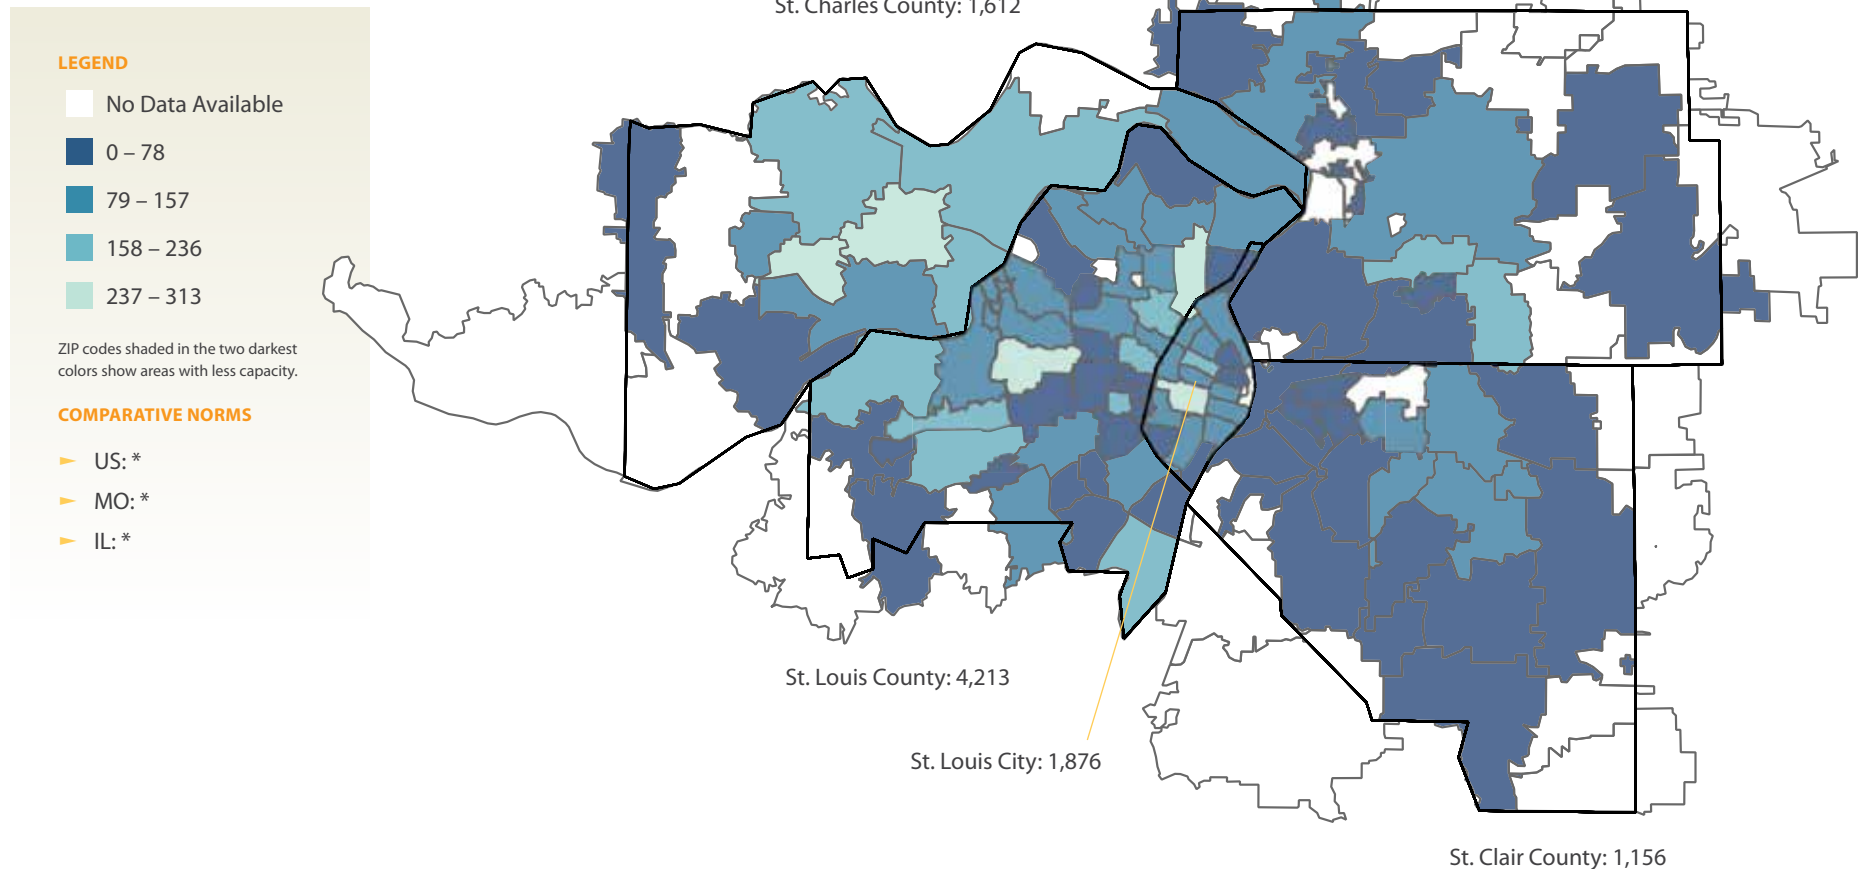 St. Charles County: 1,612
LEGEND
No Data Available
0 – 78
79 – 157
158 – 236
237 – 313
ZIP codes shaded in the two darkest
colors show areas with less capacity.
COMPARATIVE NORMS
► US: *
► MO: *
► IL: *
St. Louis County: 4,213
St. Louis City: 1,876
St. Clair County: 1,156